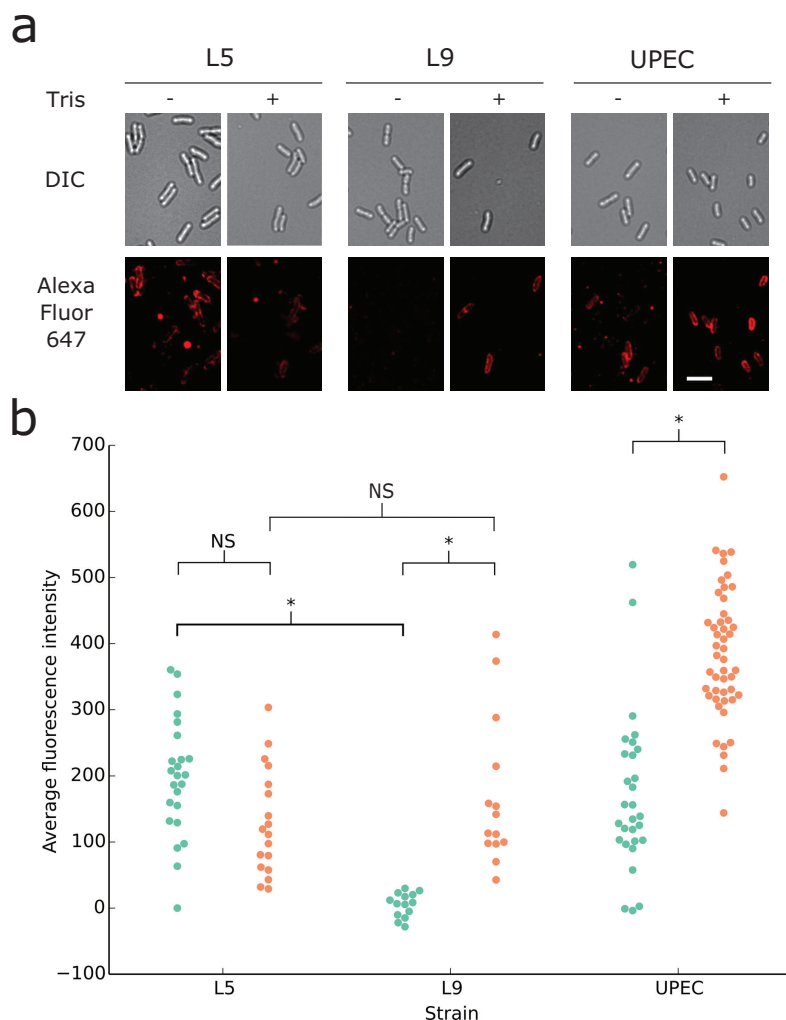 a
L5 L9 UPEC
Tris - + - + - +
DIC
Alexa
Fluor
647
b
700
600
500
400
300
200
100
0
−100
Average fluorescence intensity
*
NS
NS
*
*
L5 L9 UPEC
Strain